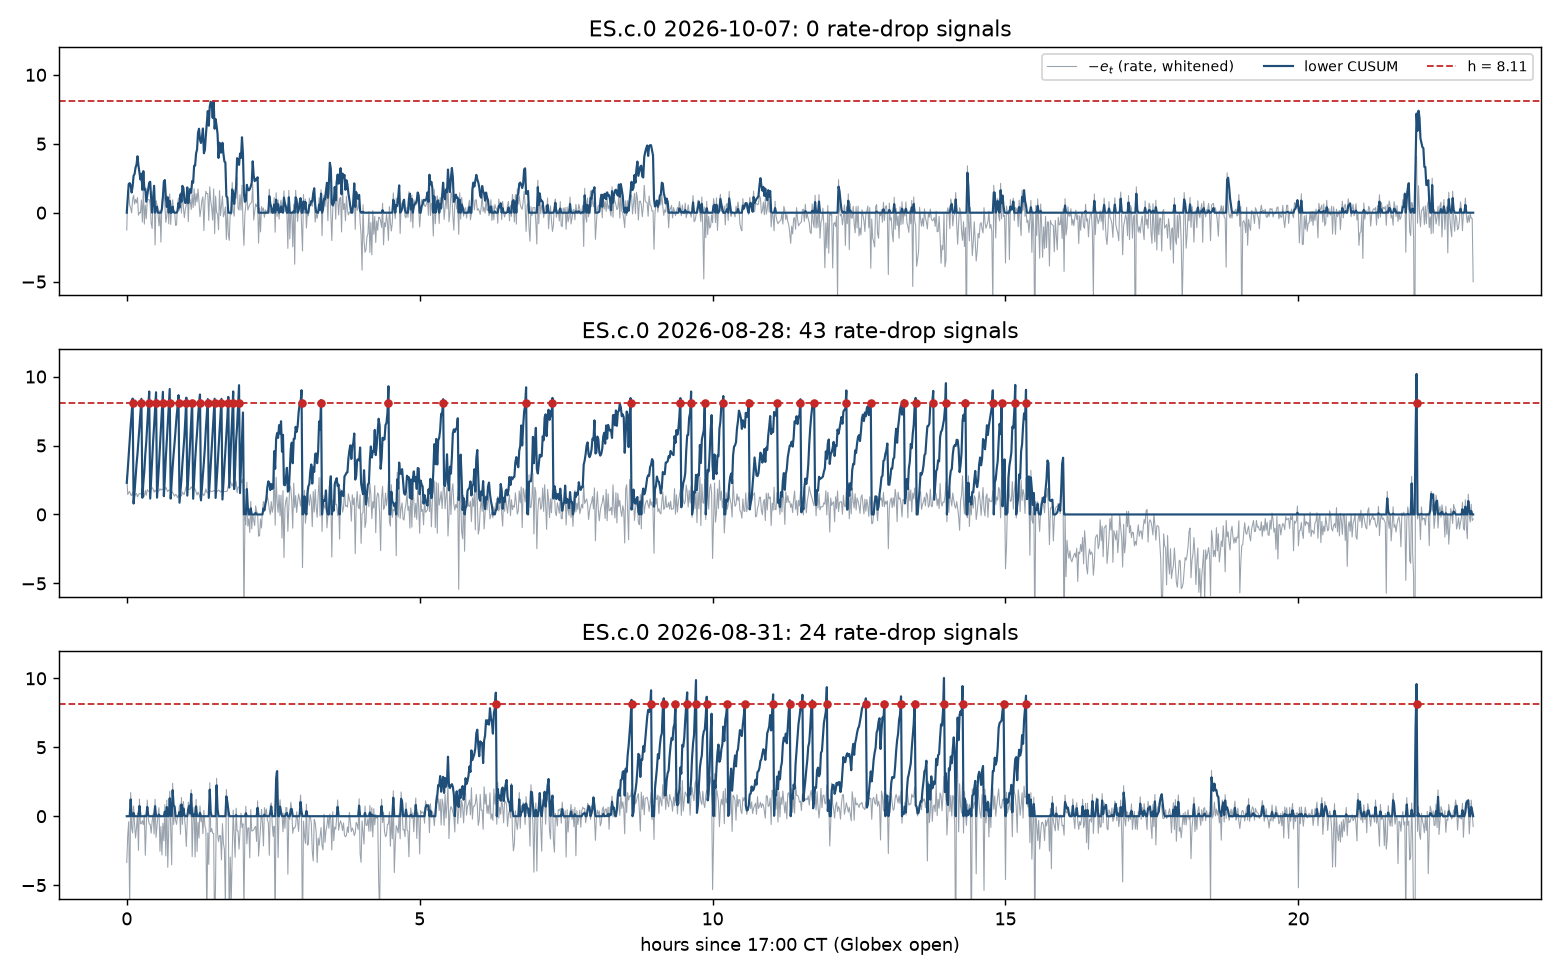 ES.c.0 2026-10-07: 0 rate-drop signals
10
5
0
−5
−e_t (rate, whitened)
lower CUSUM
h = 8.11
ES.c.0 2026-08-28: 43 rate-drop signals
10
5
0
−5
ES.c.0 2026-08-31: 24 rate-drop signals
10
5
0
−5
0 5 10 15 20
hours since 17:00 CT (Globex open)